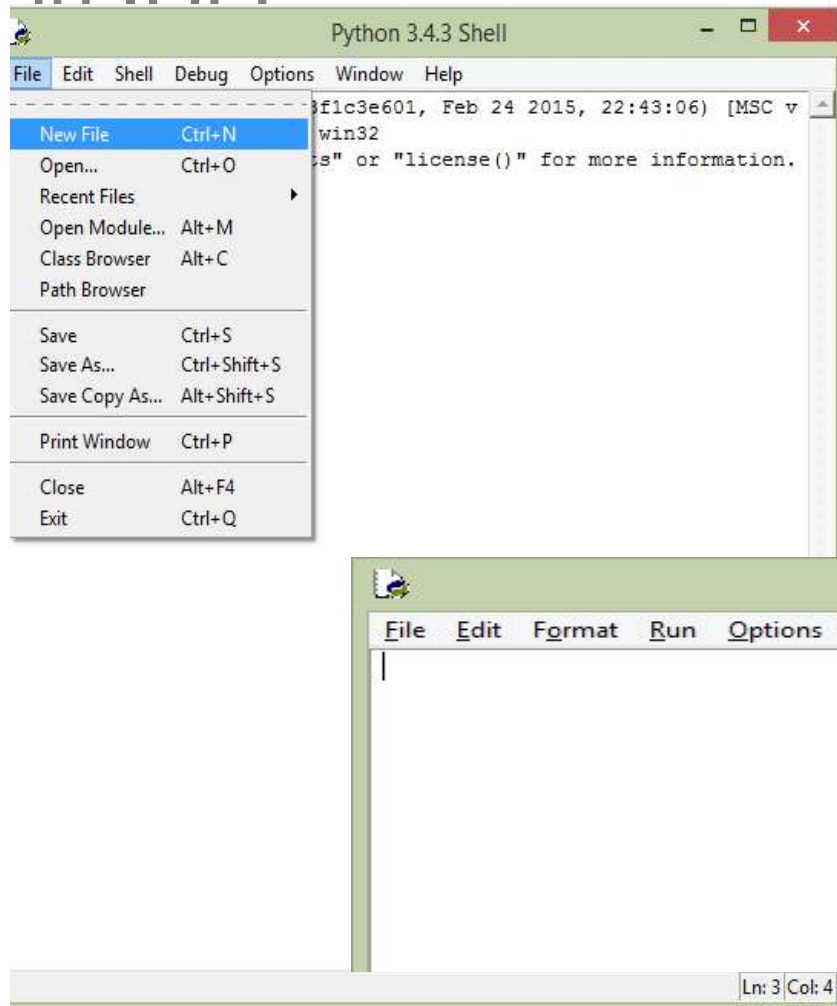 Python 3.4.3 Shell
File Edit Shell Debug Options Window Help
3f1c3e601, Feb 24 2015, 22:43:06) [MSC v
New File Ctrl+N win32
Open... Ctrl+O ts" or "license()" for more information.
Recent Files
Open Module... Alt+M
Class Browser Alt+C
Path Browser
Save Ctrl+S
Save As... Ctrl+Shift+S
Save Copy As... Alt+Shift+S
Print Window Ctrl+P
Close Alt+F4
Exit Ctrl+Q
File Edit Format Run Options
Ln: 3 Col: 4